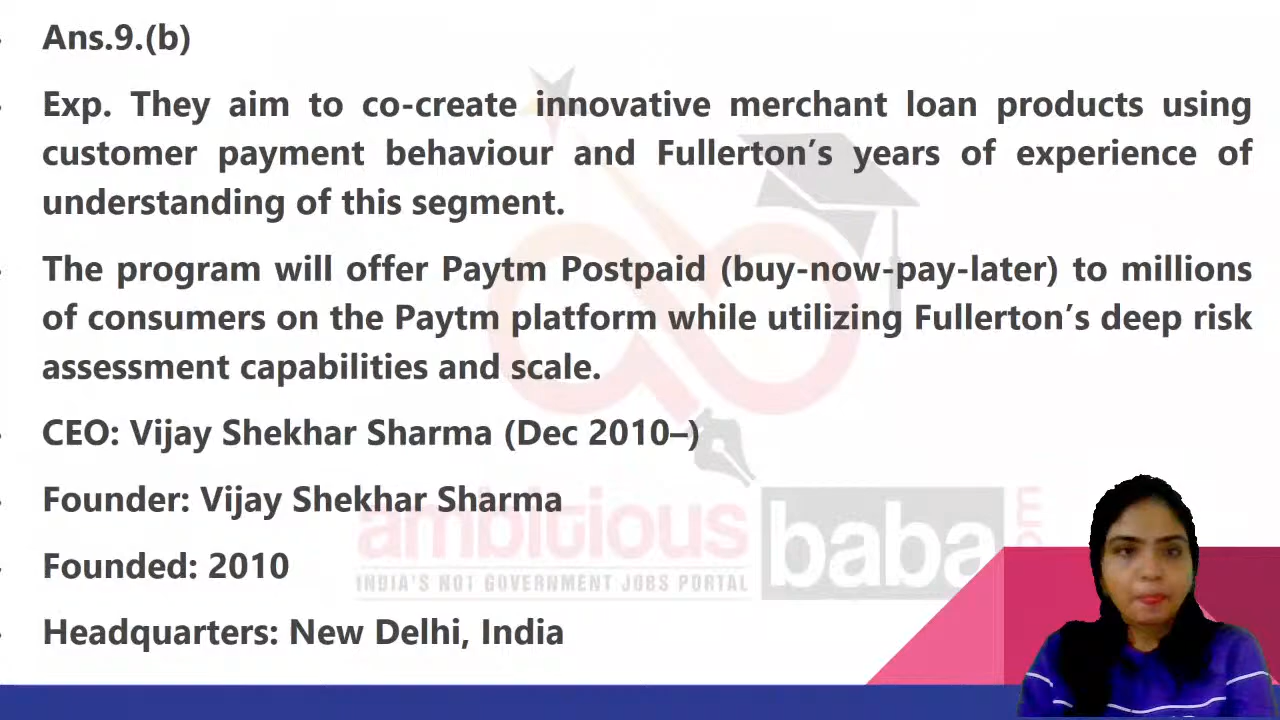 Ans.9.(b)
Exp. They aim to co-create innovative merchant loan products using
customer payment behaviour and Fullerton’s years of experience of
understanding of this segment.
The program will offer Paytm Postpaid (buy-now-pay-later) to millions
of consumers on the Paytm platform while utilizing Fullerton’s deep risk
assessment capabilities and scale.
CEO: Vijay Shekhar Sharma (Dec 2010–)
Founder: Vijay Shekhar Sharma
ambitious baba
Founded: 2010
INDIA'S NO1 GOVERNMENT JOBS PORTAL
Headquarters: New Delhi, India